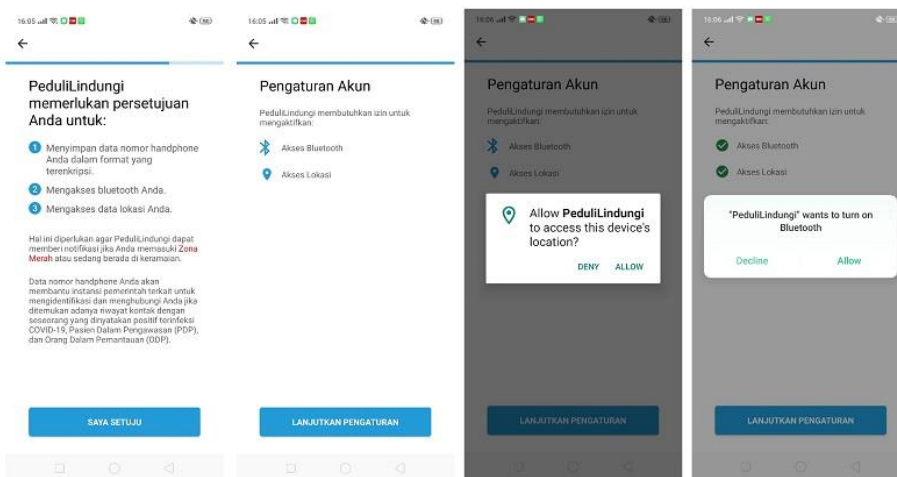 16:05
PeduliLindungi
memerlukan persetujuan
Anda untuk:
1 Menyimpan data nomor handphone
Anda dalam format yang
terenkripsi.
2 Mengakses bluetooth Anda.
3 Mengakses data lokasi Anda.
Hal ini diperlukan agar PeduliLindungi dapat
memberi notifikasi jika Anda memasuki Zona
Merah atau sedang berada di keramaian.
Data nomor handphone Anda akan
membantu instansi pemerintah terkait untuk
mengidentifikasi dan menghubungi Anda jika
ditemukan adanya riwayat kontak dengan
seseorang yang dinyatakan positif terinfeksi
COVID-19, Pasien Dalam Pengawasan (PDP),
dan Orang Dalam Pemantauan (ODP).
SAYA SETUJU
16:05
Pengaturan Akun
PeduliLindungi membutuhkan izin untuk
mengaktifkan:
Akses Bluetooth
Akses Lokasi
LANJUTKAN PENGATURAN
16:06
Pengaturan Akun
PeduliLindungi membutuhkan izin untuk
mengaktifkan:
Akses Bluetooth
Akses Lokasi
Allow PeduliLindungi
to access this device's
location?
DENY ALLOW
LANJUTKAN PENGATURAN
16:06
Pengaturan Akun
PeduliLindungi membutuhkan izin untuk
mengaktifkan:
Akses Bluetooth
Akses Lokasi
"PeduliLindungi" wants to turn on
Bluetooth
Decline Allow
LANJUTKAN PENGATURAN